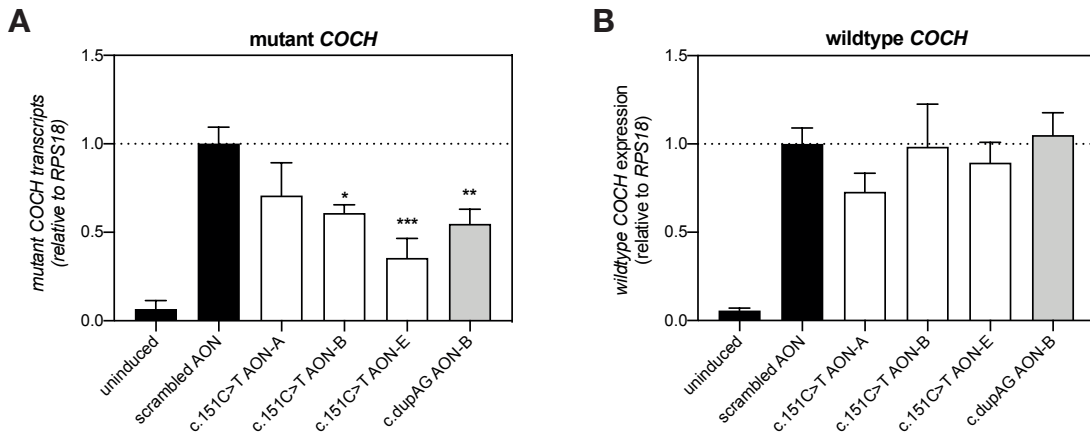 A
mutant COCH
mutant COCH transcripts
(relative to RPS18)
1.5
1.0
0.5
0.0
*
***
**
uninduced
scrambled AON
c.151C>T AON-A
c.151C>T AON-B
c.151C>T AON-E
c.dupAG AON-B
B
wildtype COCH
wildtype COCH expression
(relative to RPS18)
1.5
1.0
0.5
0.0
uninduced
scrambled AON
c.151C>T AON-A
c.151C>T AON-B
c.151C>T AON-E
c.dupAG AON-B